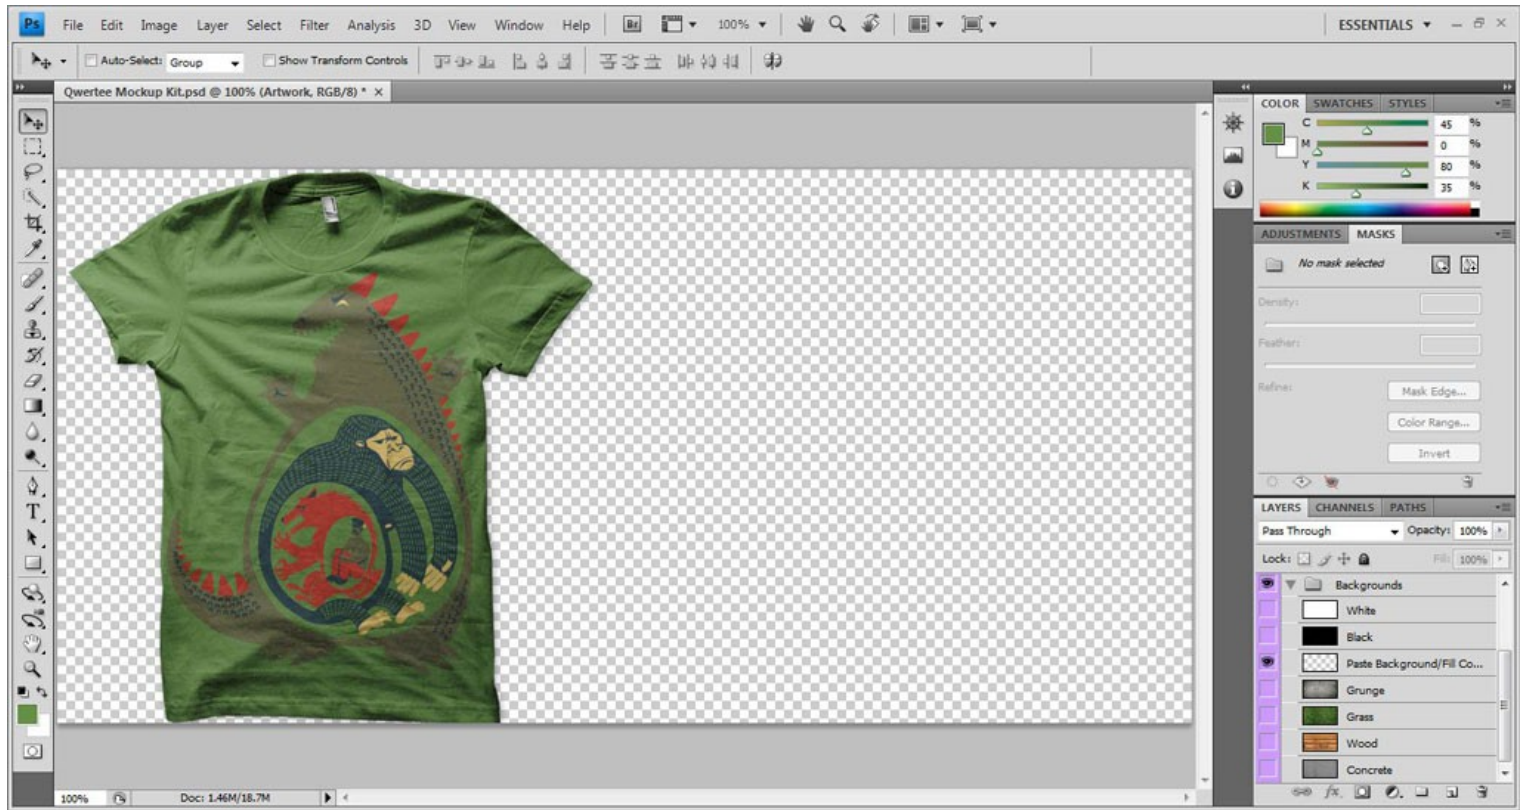 Ps File Edit Image Layer Select Filter Analysis 3D View Window Help Br 100% ESSENTIALS
Auto-Select: Group Show Transform Controls
Qwertee Mockup Kit.psd @ 100% (Artwork, RGB/8) * ×
COLOR SWATCHES STYLES
C 45 %
M 0 %
Y 80 %
K 35 %
ADJUSTMENTS MASKS
No mask selected
Density:
Feather:
Refine: Mask Edge...
Color Range...
Invert
T
LAYERS CHANNELS PATHS
Pass Through Opacity: 100%
Lock: Fill: 100%
Backgrounds
White
Black
Paste Background/Fill Co...
Grunge
Grass
Wood
Concrete
fx.
100% Doc: 1.46M/18.7M